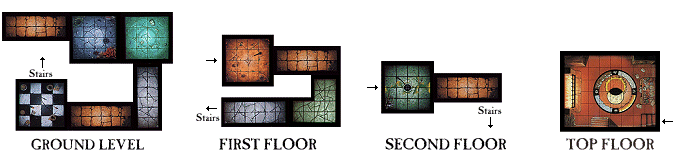 Stairs
Stairs
Stairs
GROUND LEVEL
FIRST FLOOR
SECOND FLOOR
TOP FLOOR